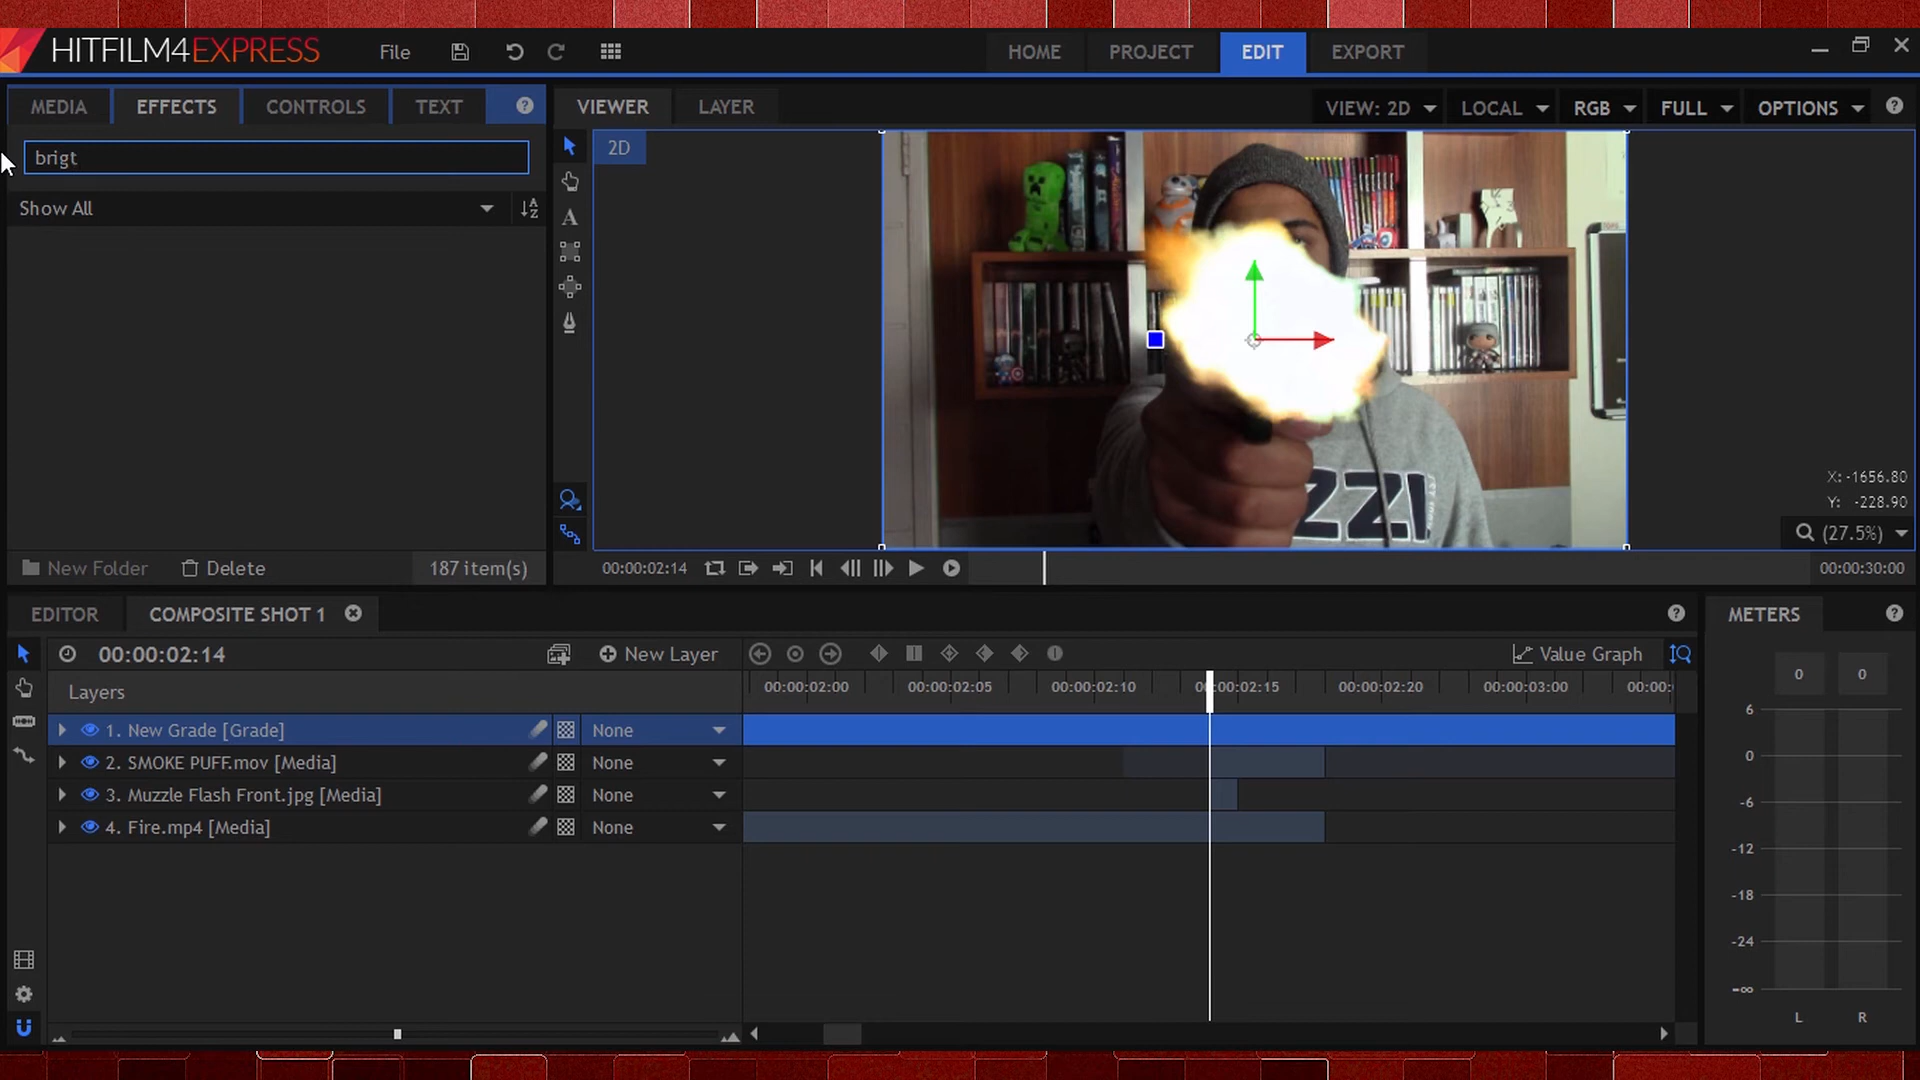 HITFILM4EXPRESS File HOME PROJECT EDIT EXPORT
MEDIA EFFECTS CONTROLS TEXT ? VIEWER LAYER VIEW: 2D LOCAL RGB FULL OPTIONS ?
brigt
2D
Show All
ZZI
X: -1656.80
Y: -228.90
(27.5%)
New Folder Delete 187 item(s) 00:00:02:14 00:00:30:00
EDITOR COMPOSITE SHOT 1 ? METERS ?
00:00:02:14 New Layer Value Graph
0 0
Layers 00:00:02:00 00:00:02:05 00:00:02:10 00:00:02:15 00:00:02:20 00:00:03:00 00:00:
1. New Grade [Grade] None
2. SMOKE PUFF.mov [Media] None
3. Muzzle Flash Front.jpg [Media] None
4. Fire.mp4 [Media] None
6
0
-6
-12
-18
-24
-∞
L R